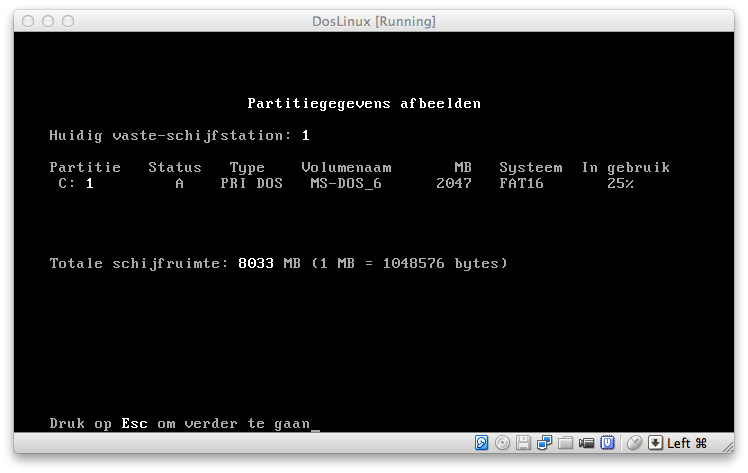 DosLinux [Running]
Partitiegegevens afbeelden
Huidig vaste-schijfstation: 1
Partitie Status Type Volumenaam MB Systeem In gebruik
C: 1 A PRI DOS MS-DOS_6 2047 FAT16 25%
Totale schijfruimte: 8033 MB (1 MB = 1048576 bytes)
Druk op Esc om verder te gaan_
Left ⌘